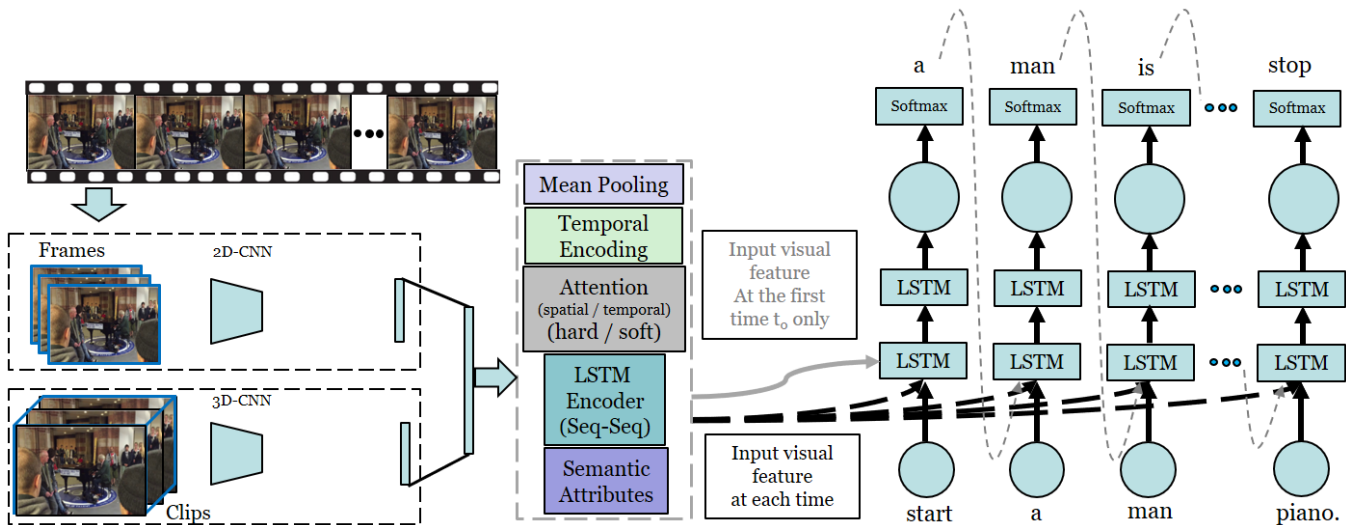 a man is stop
Softmax Softmax Softmax Softmax
Mean Pooling
Temporal
Encoding
Attention
(spatial / temporal)
(hard / soft)
LSTM
Encoder
(Seq-Seq)
Semantic
Attributes
Frames
2D-CNN
3D-CNN
Clips
Input visual
feature
At the first
time t₀ only
Input visual
feature
at each time
LSTM LSTM LSTM LSTM
LSTM LSTM LSTM LSTM
start a man piano.